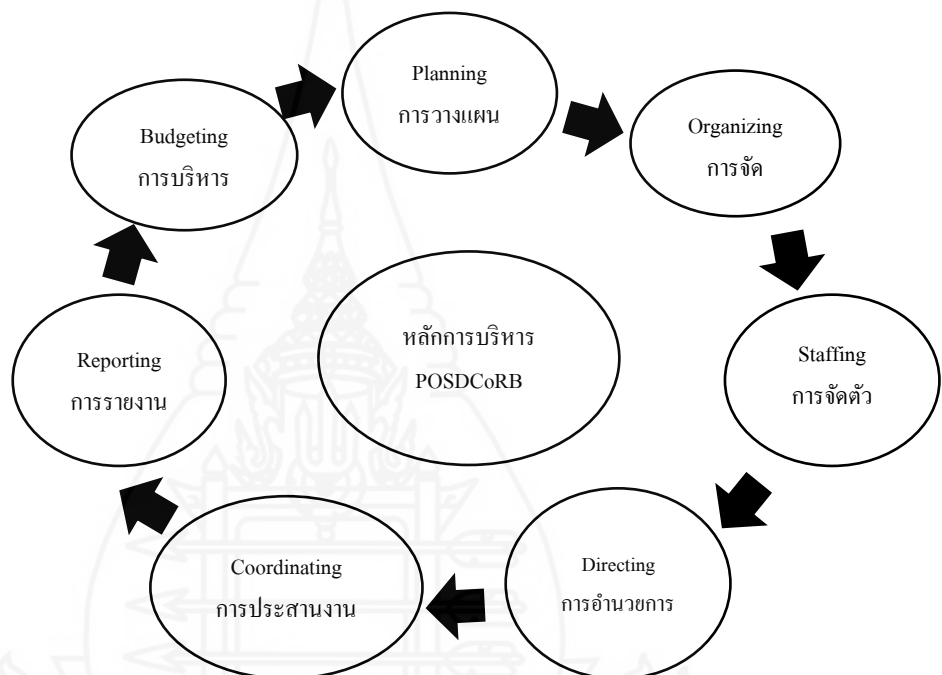 Planning
การวางแผน
Organizing
การจัด
Staffing
การจัดตัว
Directing
การอำนวยการ
Coordinating
การประสานงาน
Reporting
การรายงาน
Budgeting
การบริหาร
หลักการบริหาร
POSDCoRB